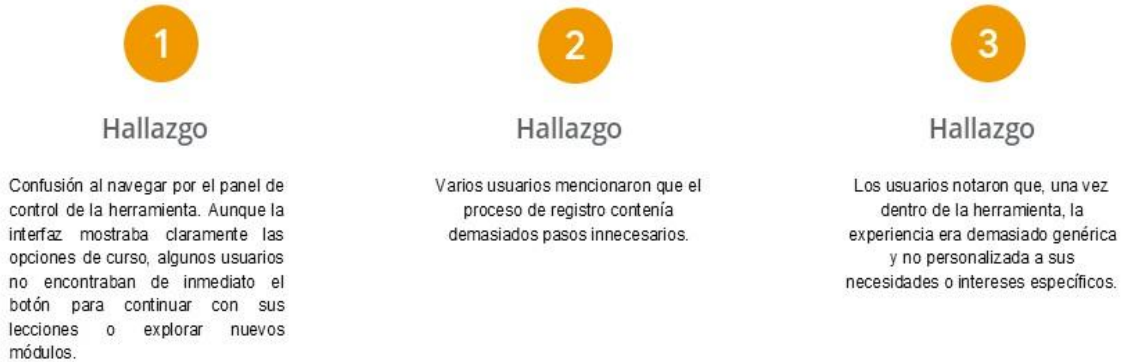 1
Hallazgo
Confusión al navegar por el panel de
control de la herramienta. Aunque la
interfaz mostraba claramente las
opciones de curso, algunos usuarios
no encontraban de inmediato el
botón para continuar con sus
lecciones o explorar nuevos
módulos.
2
Hallazgo
Varios usuarios mencionaron que el
proceso de registro contenía
demasiados pasos innecesarios.
3
Hallazgo
Los usuarios notaron que, una vez
dentro de la herramienta, la
experiencia era demasiado genérica
y no personalizada a sus
necesidades o intereses específicos.